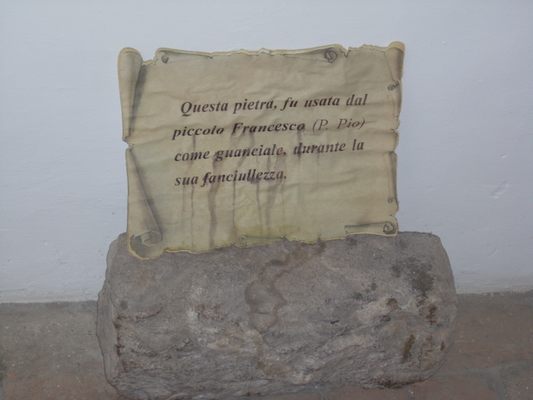 Questa pietra, fu usata dal
piccolo Francesco (P. Pio)
come guanciale, durante la
sua fanciullezza.